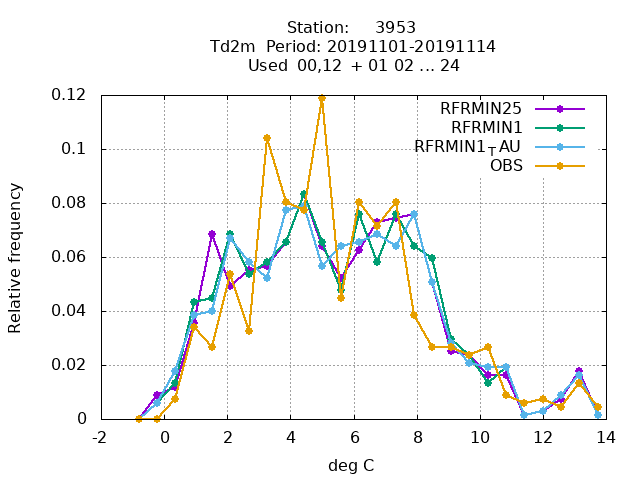 Station:     3953
Td2m  Period: 20191101-20191114
Used  00,12  + 01 02 ... 24
RFRMIN25
RFRMIN1
RFRMIN1┬AU
OBS
Relative frequency
0.12
0.1
0.08
0.06
0.04
0.02
0
-2 0 2 4 6 8 10 12 14
deg C